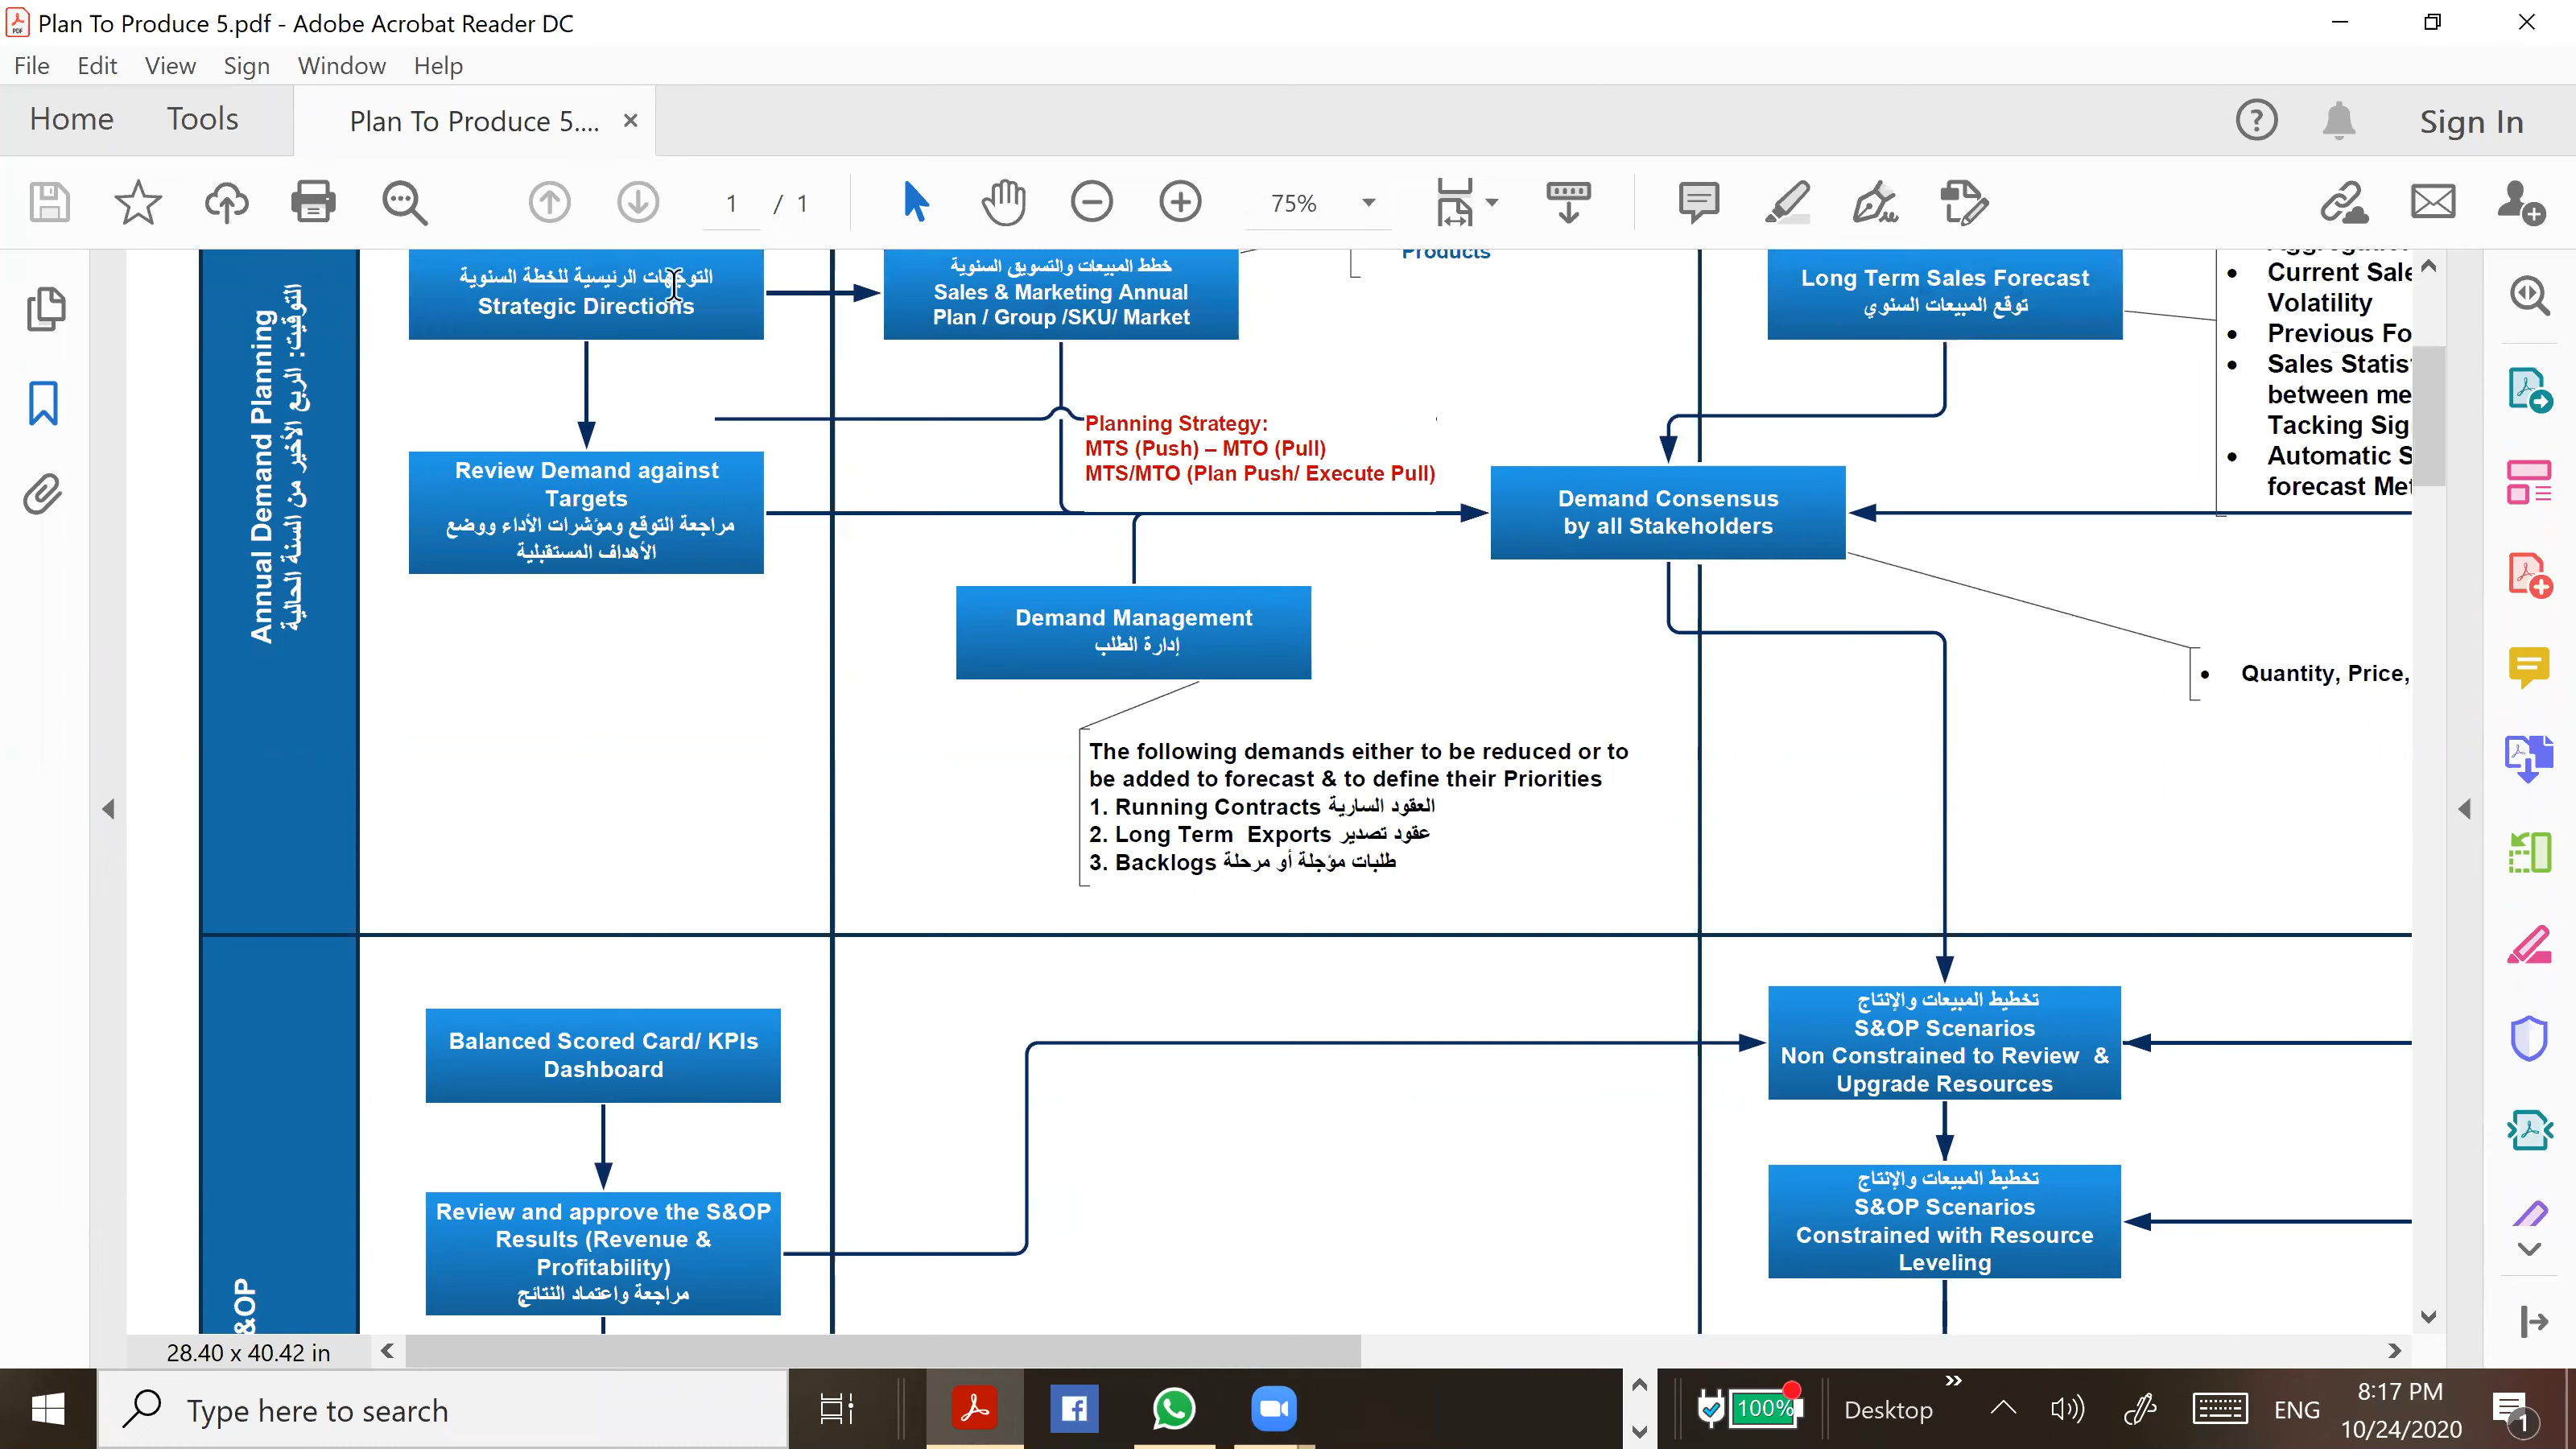 Plan To Produce 5.pdf - Adobe Acrobat Reader DC
File Edit View Sign Window Help
Home Tools Plan To Produce 5.... Sign In
1 / 1 75%
Annual Demand Planning
التوقيت: الربع الأخير من السنة الحالية
التوجهات الرئيسية للخطة السنوية
Strategic Directions
خطط المبيعات والتسويق السنوية
Sales & Marketing Annual
Plan / Group /SKU/ Market
Products
Long Term Sales Forecast
توقع المبيعات السنوي
Current Sale
Volatility
Previous Fo
Sales Statis
between me
Tacking Sig
Automatic S
forecast Met
Planning Strategy:
MTS (Push) – MTO (Pull)
MTS/MTO (Plan Push/ Execute Pull)
Review Demand against
Targets
مراجعة التوقع ومؤشرات الأداء ووضع
الأهداف المستقبلية
Demand Consensus
by all Stakeholders
Demand Management
إدارة الطلب
Quantity, Price,
The following demands either to be reduced or to
be added to forecast & to define their Priorities
1. Running Contracts العقود السارية
2. Long Term Exports عقود تصدير
3. Backlogs طلبات مؤجلة أو مرحلة
&OP
Balanced Scored Card/ KPIs
Dashboard
تخطيط المبيعات والإنتاج
S&OP Scenarios
Non Constrained to Review &
Upgrade Resources
Review and approve the S&OP
Results (Revenue &
Profitability)
مراجعة واعتماد النتائج
تخطيط المبيعات والإنتاج
S&OP Scenarios
Constrained with Resource
Leveling
28.40 x 40.42 in
Type here to search
100%
Desktop
ENG
8:17 PM
10/24/2020
1